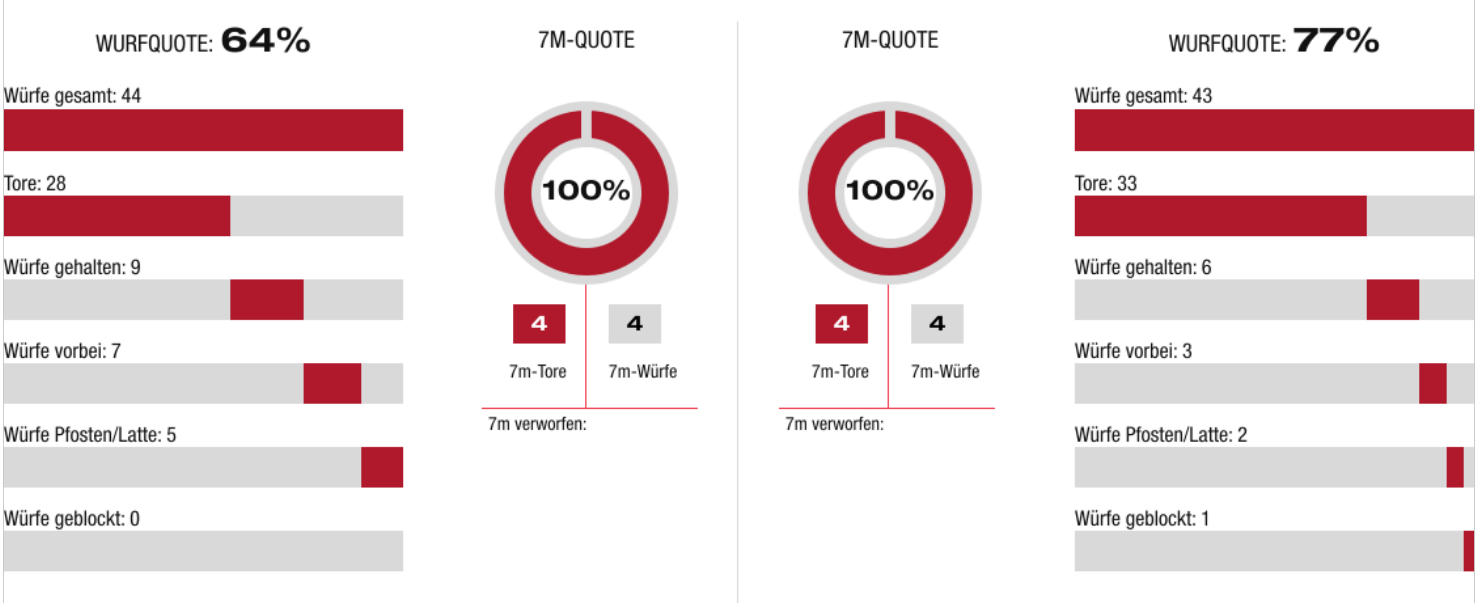 WURFQUOTE: 64%
Würfe gesamt: 44
Tore: 28
Würfe gehalten: 9
Würfe vorbei: 7
Würfe Pfosten/Latte: 5
Würfe geblockt: 0
7M-QUOTE
100%
4 4
7m-Tore 7m-Würfe
7m verworfen:
7M-QUOTE
100%
4 4
7m-Tore 7m-Würfe
7m verworfen:
WURFQUOTE: 77%
Würfe gesamt: 43
Tore: 33
Würfe gehalten: 6
Würfe vorbei: 3
Würfe Pfosten/Latte: 2
Würfe geblockt: 1